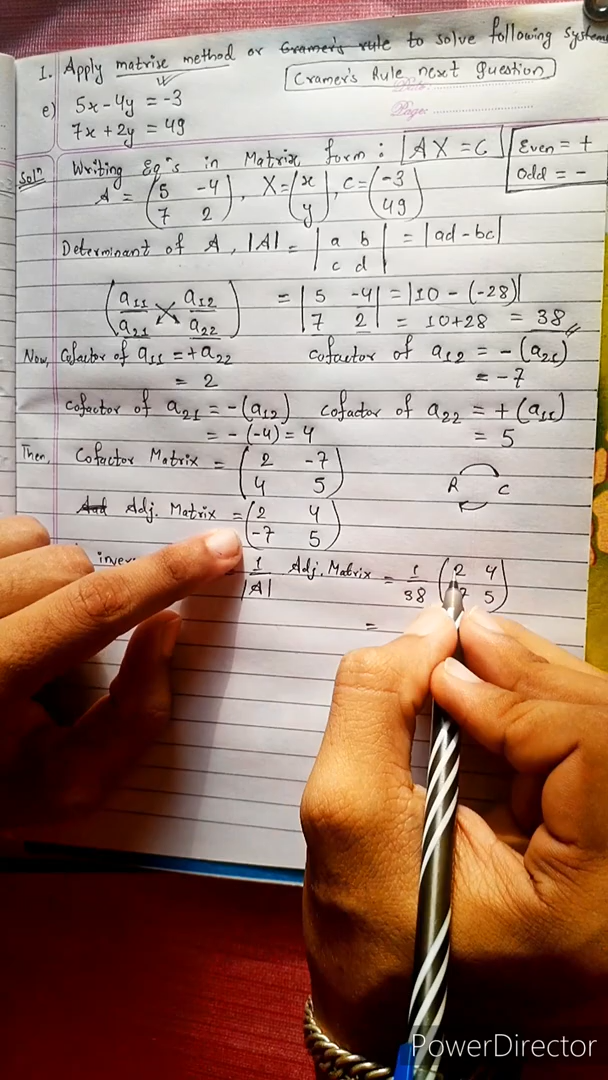 1. Apply matrix method or Cramer's rule to solve following system
Cramer's Rule next Question
Page:
e) 5x - 4y = -3
7x + 2y = 49
Solⁿ Writing Eqⁿs in Matrix form : AX = C
Even = +
Odd = -
A = (5 -4), X = (x), C = (-3)
7 2 y 49
Determinant of A, |A| = | a b | = |ad - bc|
c d
(a11 a12) = | 5 -4 | = |10 - (-28)|
a21 a22 7 2 = 10 + 28 = 38
Now, Cofactor of a11 = + a22 cofactor of a12 = - (a21)
= 2 = -7
cofactor of a21 = - (a12) cofactor of a22 = + (a11)
= - (-4) = 4 = 5
Then, Cofactor Matrix = (2 -7)
4 5
R C
Adj. Matrix = (2 4)
-7 5
inver
1 Adj. Matrix = 1 (2 4)
|A| 38 7 5
=
PowerDirector